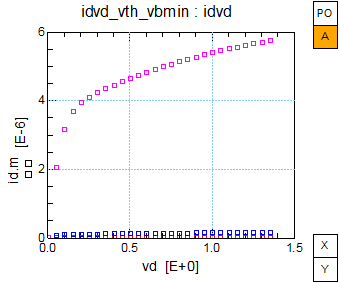 idvd_vth_vbmin : idvd
PO
A
6
4
2
0
id.m [E-6]
0.0
0.5
1.0
1.5
vd [E+0]
X
Y